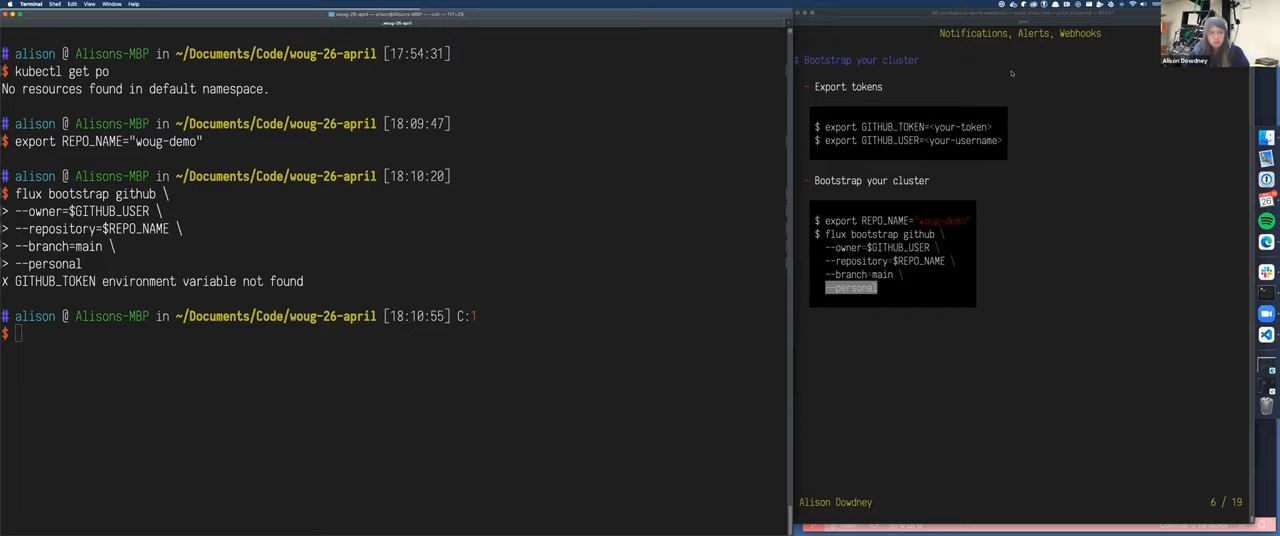 Terminal Shell Edit View Window Help
# alison @ Alisons-MBP in ~/Documents/Code/woug-26-april [17:54:31]
$ kubectl get po
No resources found in default namespace.
# alison @ Alisons-MBP in ~/Documents/Code/woug-26-april [18:09:47]
$ export REPO_NAME="woug-demo"
# alison @ Alisons-MBP in ~/Documents/Code/woug-26-april [18:10:20]
$ flux bootstrap github \
> --owner=$GITHUB_USER \
> --repository=$REPO_NAME \
> --branch=main \
> --personal
x GITHUB_TOKEN environment variable not found
# alison @ Alisons-MBP in ~/Documents/Code/woug-26-april [18:10:55] C:1
$
Notifications, Alerts, Webhooks
# Bootstrap your cluster
- Export tokens
$ export GITHUB_TOKEN=<your-token>
$ export GITHUB_USER=<your-username>
- Bootstrap your cluster
$ export REPO_NAME="woug-demo"
$ flux bootstrap github \
--owner=$GITHUB_USER \
--repository=$REPO_NAME \
--branch=main \
--personal
Alison Dowdney
6 / 19
Alison Dowdney